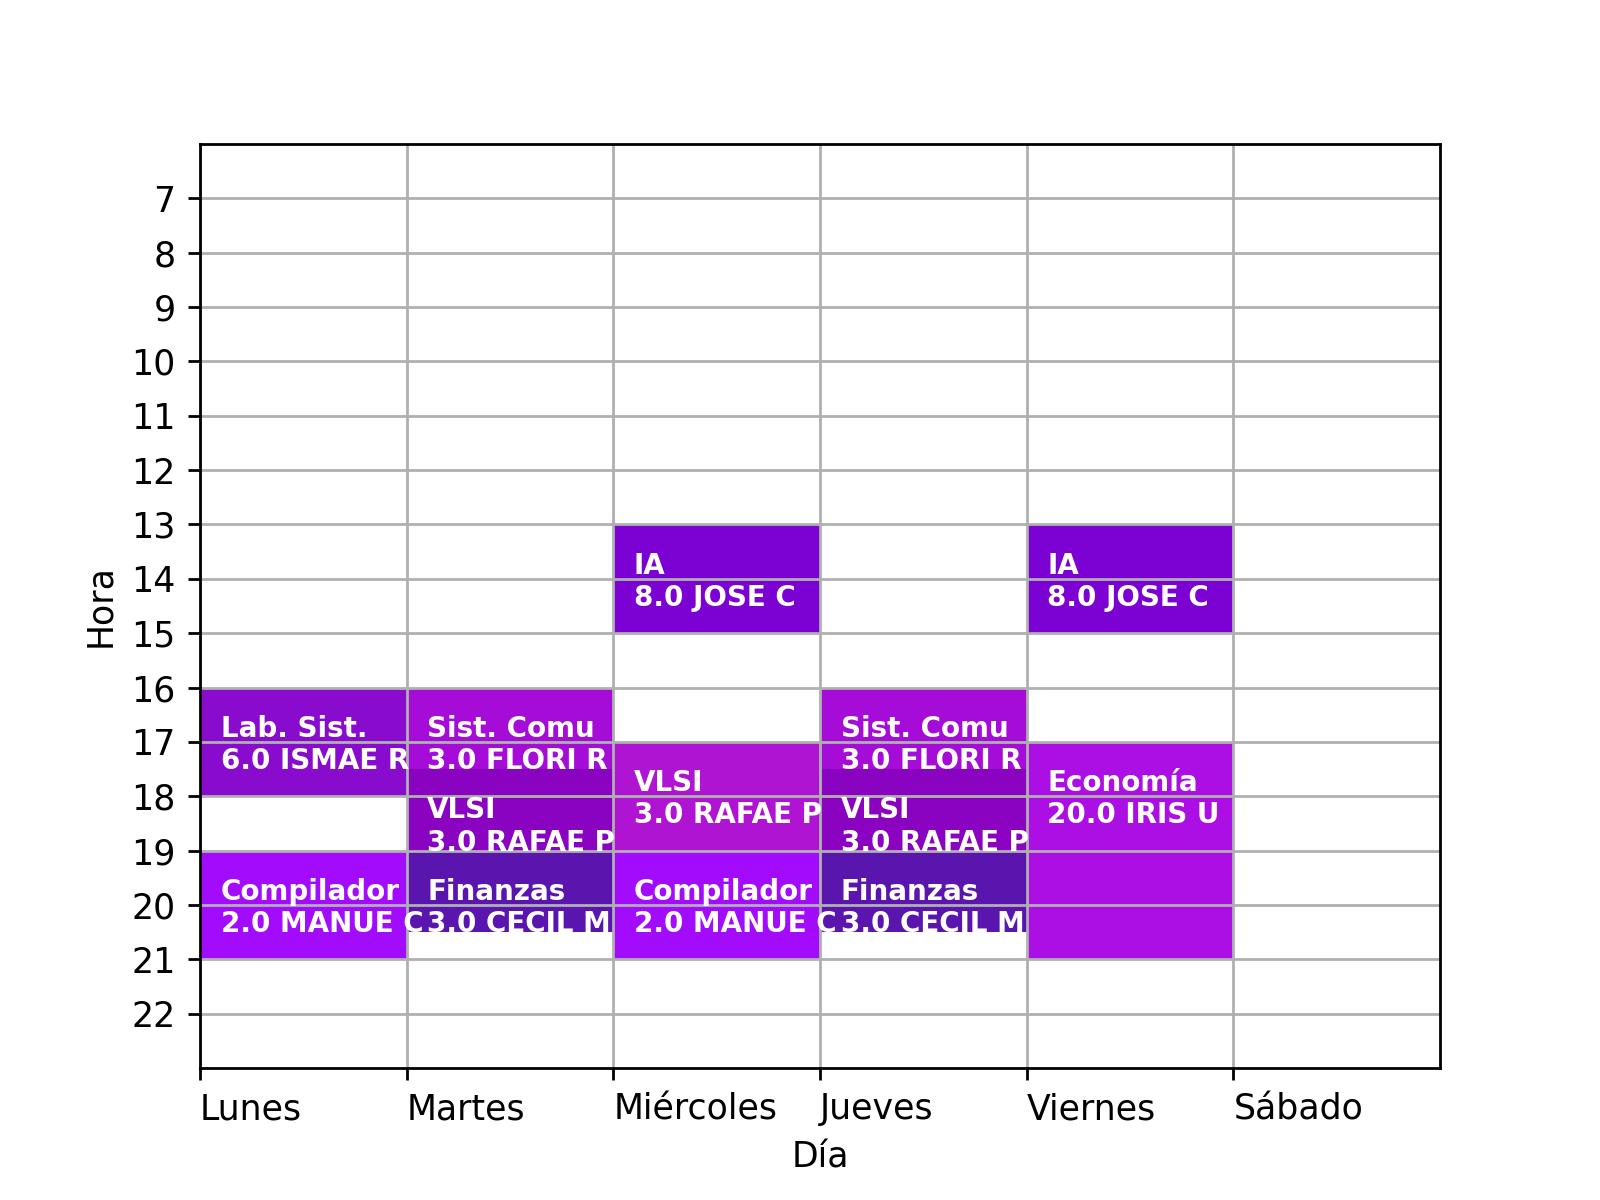 7
8
9
10
11
12
13
14
15
16
17
18
19
20
21
22
Hora
IA
8.0 JOSE C
IA
8.0 JOSE C
Lab. Sist.
6.0 ISMAE R
Sist. Comu
3.0 FLORI R
Sist. Comu
3.0 FLORI R
VLSI
3.0 RAFAE P
VLSI
3.0 RAFAE P
VLSI
3.0 RAFAE P
Economía
20.0 IRIS U
Compilador
2.0 MANUE C
Finanzas
3.0 CECIL M
Compilador
2.0 MANUE C
Finanzas
3.0 CECIL M
Lunes Martes Miércoles Jueves Viernes Sábado
Día